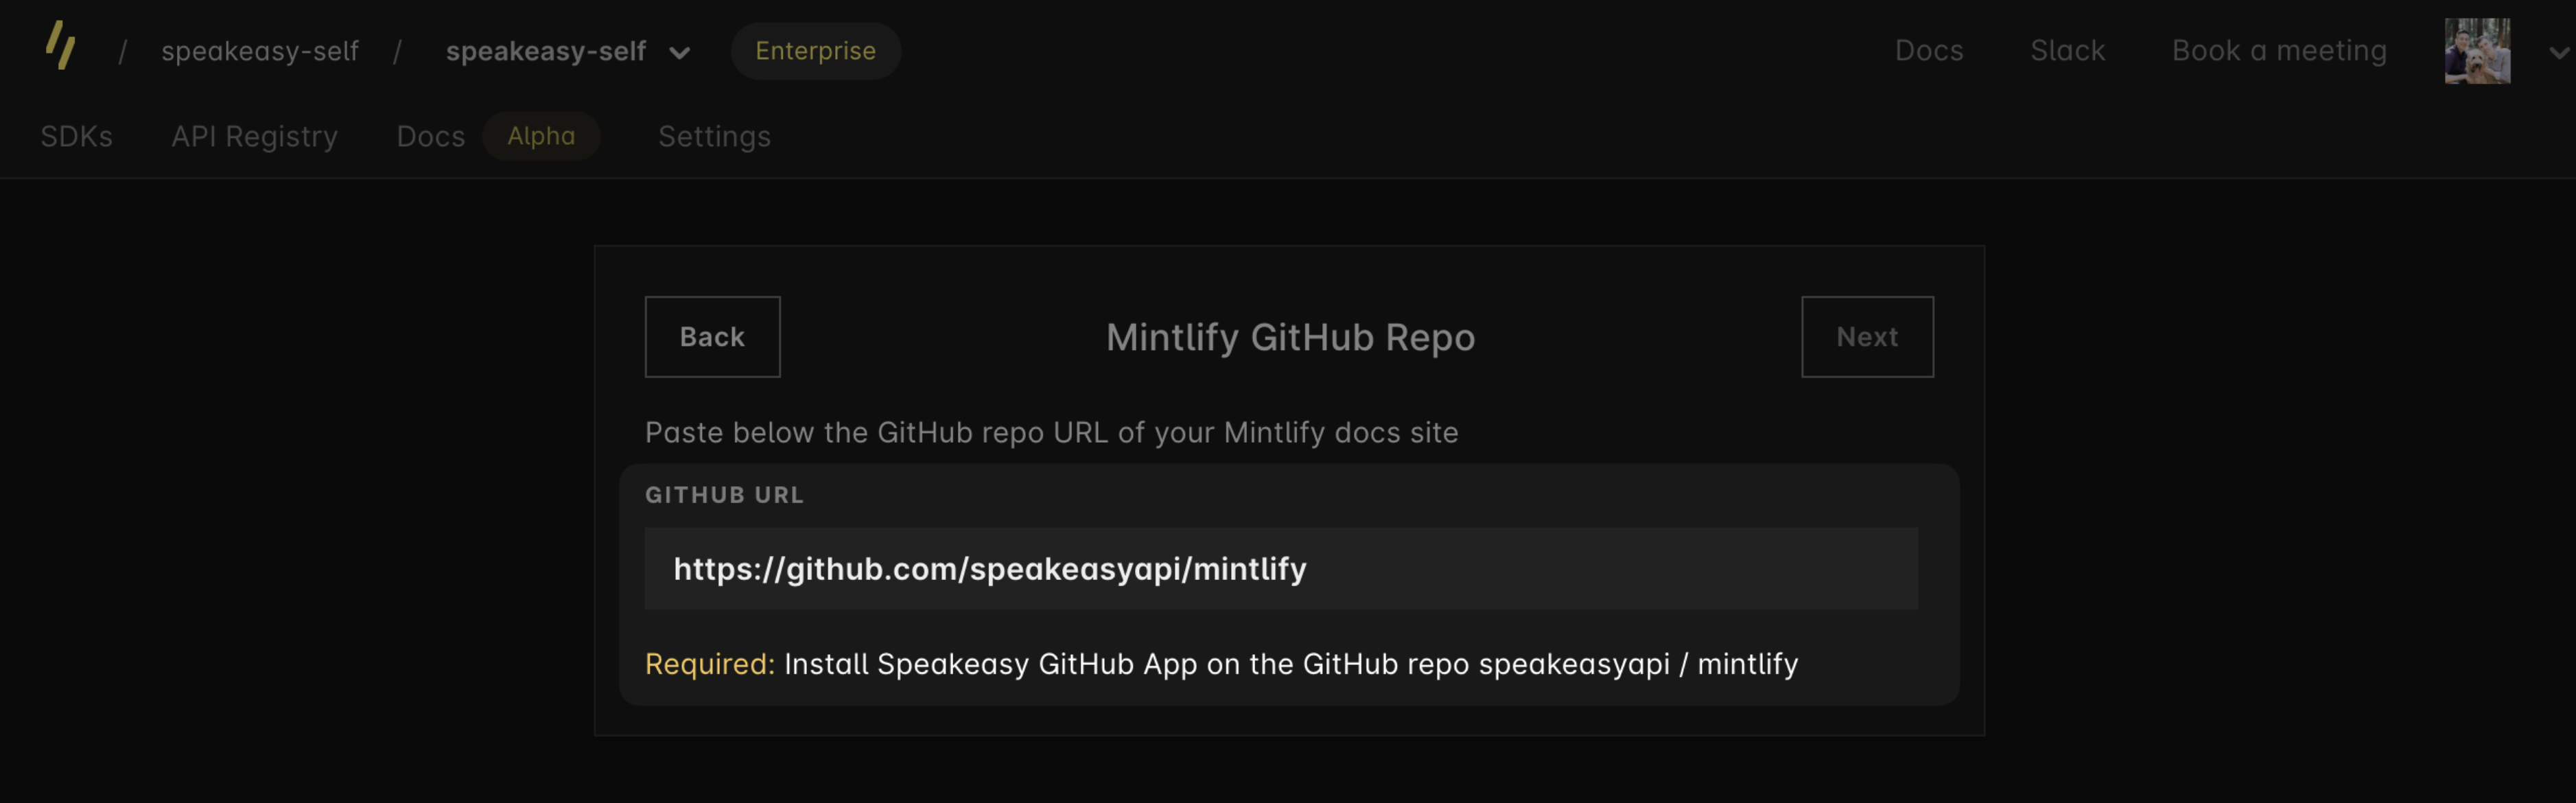 / speakeasy-self / speakeasy-self Enterprise Docs Slack Book a meeting
SDKs API Registry Docs Alpha Settings
Back Mintlify GitHub Repo Next
Paste below the GitHub repo URL of your Mintlify docs site
GITHUB URL
https://github.com/speakeasyapi/mintlify
Required: Install Speakeasy GitHub App on the GitHub repo speakeasyapi / mintlify